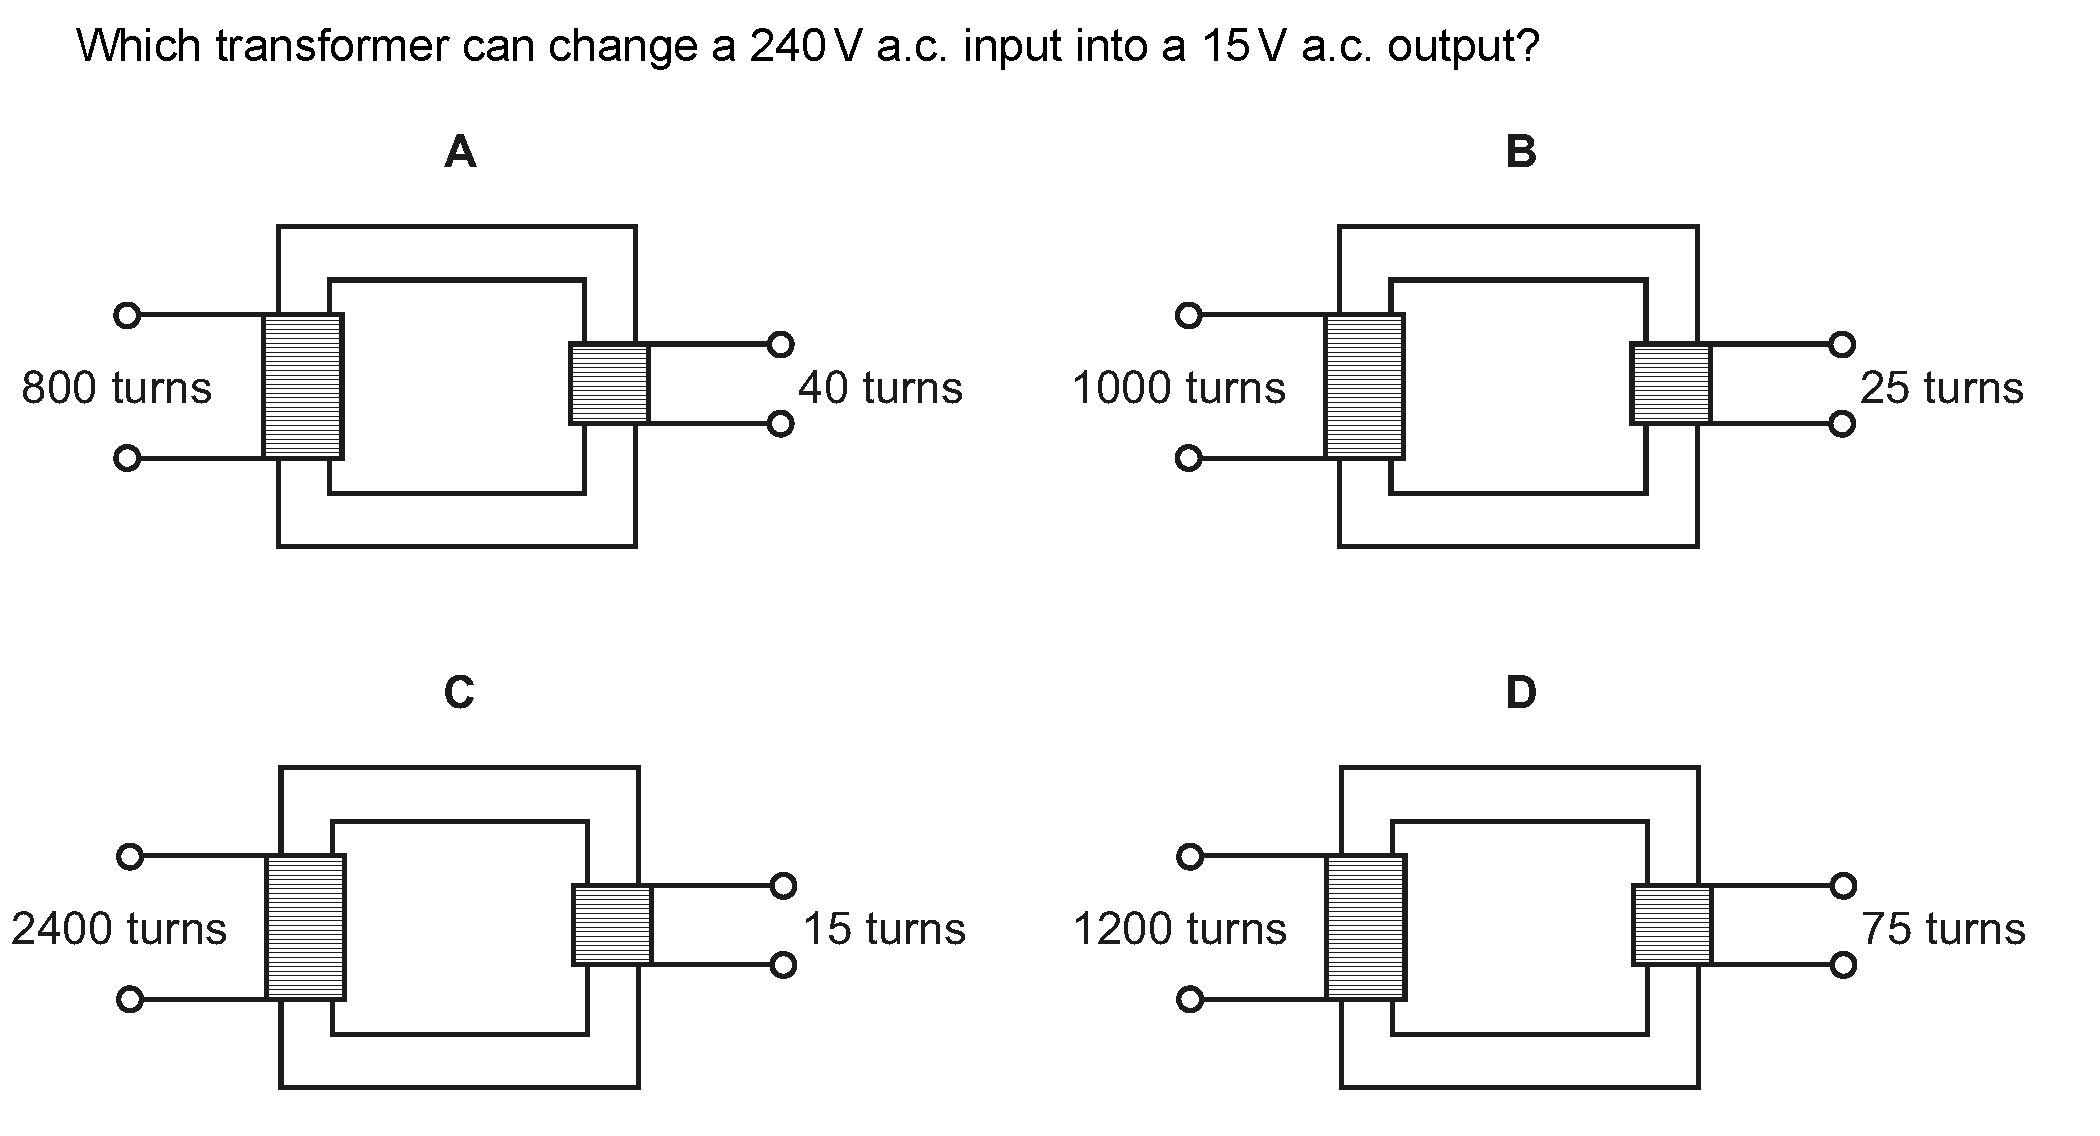 Which transformer can change a 240 V a.c. input into a 15 V a.c. output?
A
B
800 turns
40 turns
1000 turns
25 turns
C
D
2400 turns
15 turns
1200 turns
75 turns